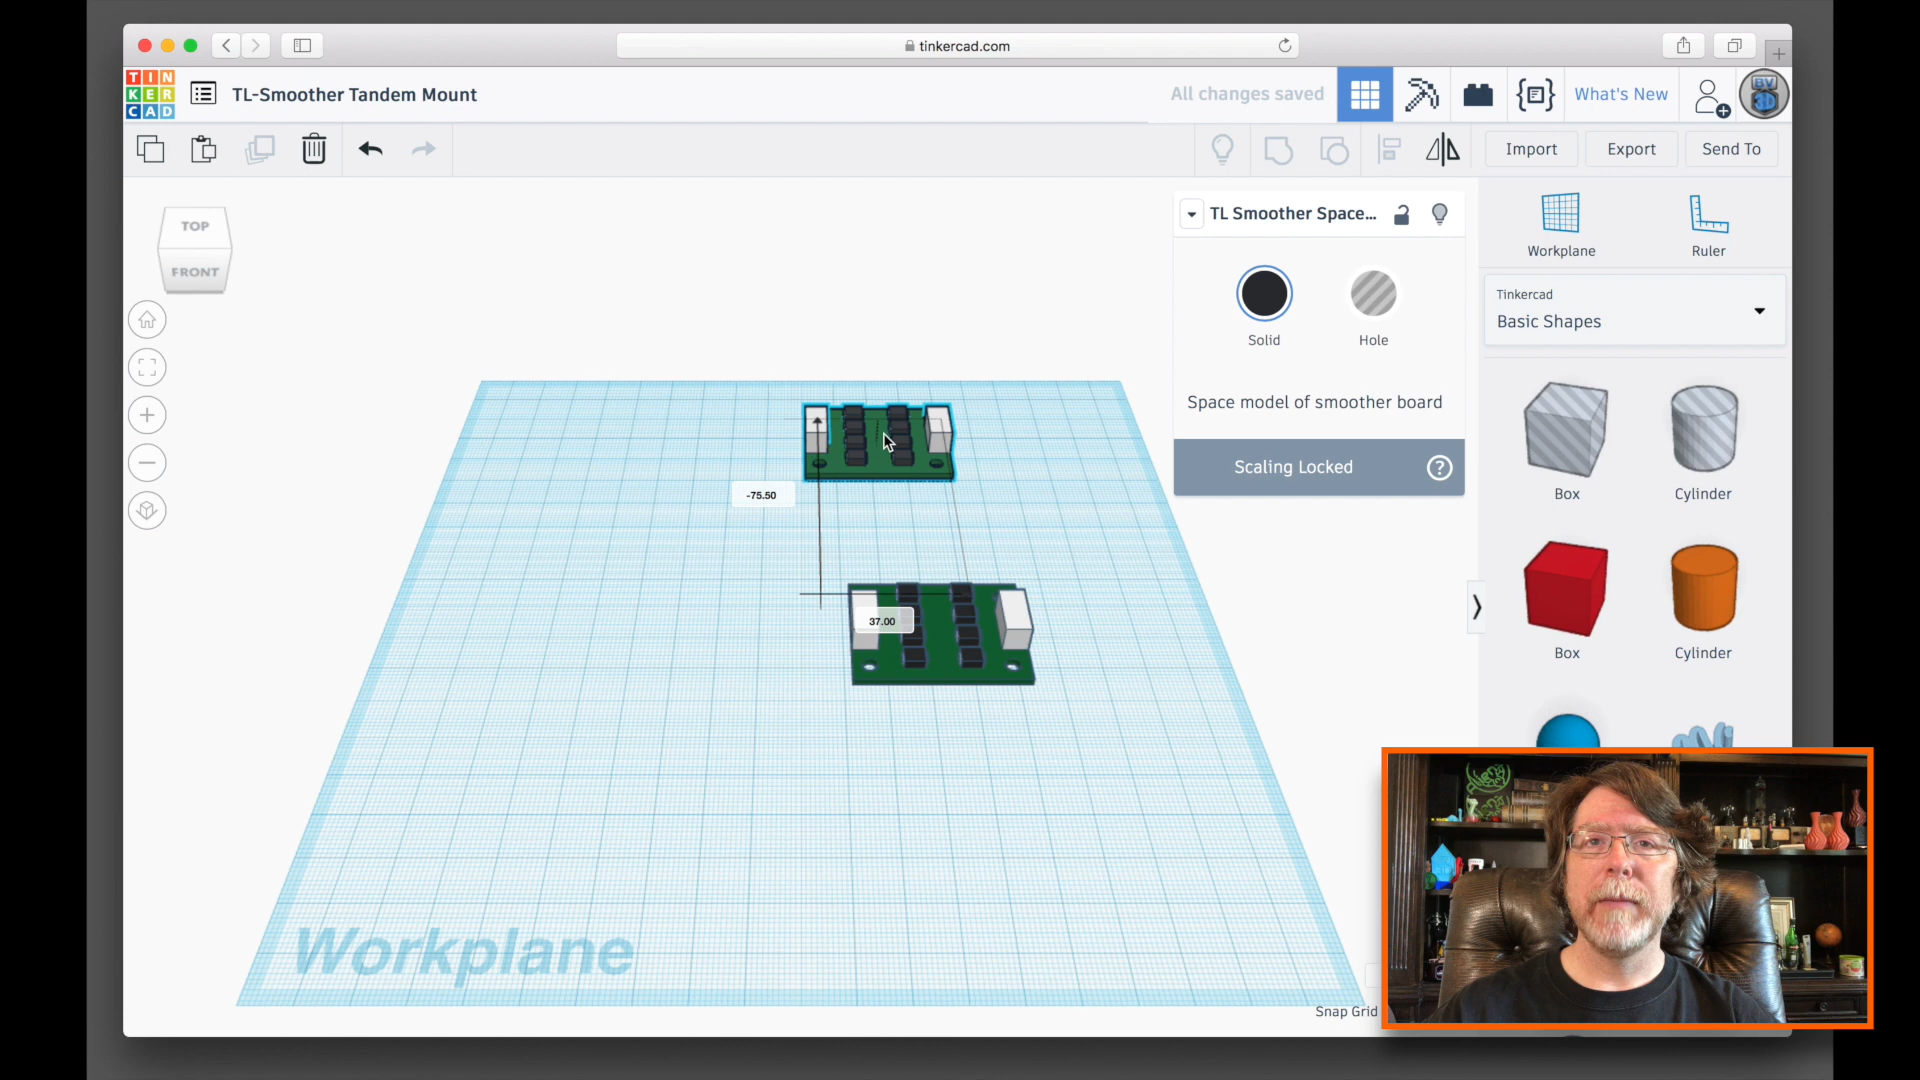 tinkercad.com
TIN
KER
CAD
TL-Smoother Tandem Mount
All changes saved
What's New
BV
3D
Import
Export
Send To
TOP
FRONT
TL Smoother Space...
Solid
Hole
Space model of smoother board
Scaling Locked
?
Workplane
Ruler
Tinkercad
Basic Shapes
Box
Cylinder
Box
Cylinder
-75.50
37.00
Workplane
Snap Grid